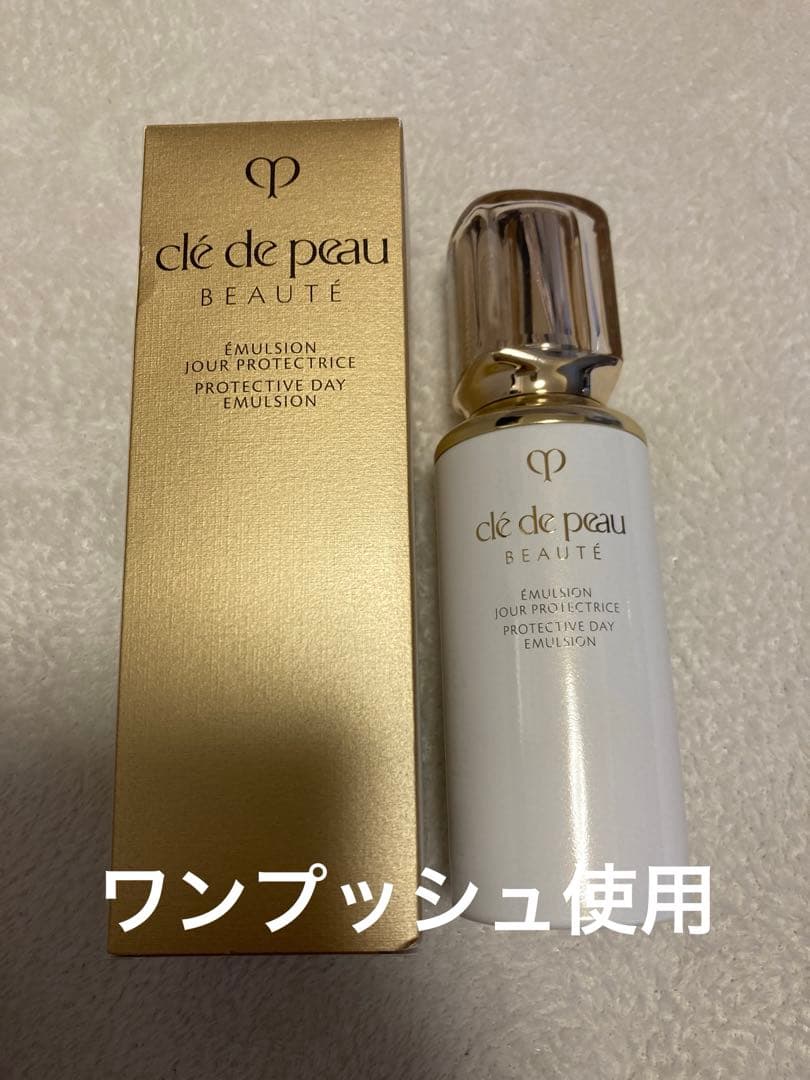 clé de peau
BEAUTÉ
ÉMULSION
JOUR PROTECTRICE
PROTECTIVE DAY
EMULSION
clé de peau
BEAUTÉ
ÉMULSION
JOUR PROTECTRICE
PROTECTIVE DAY
EMULSION
ワンプッシュ使用